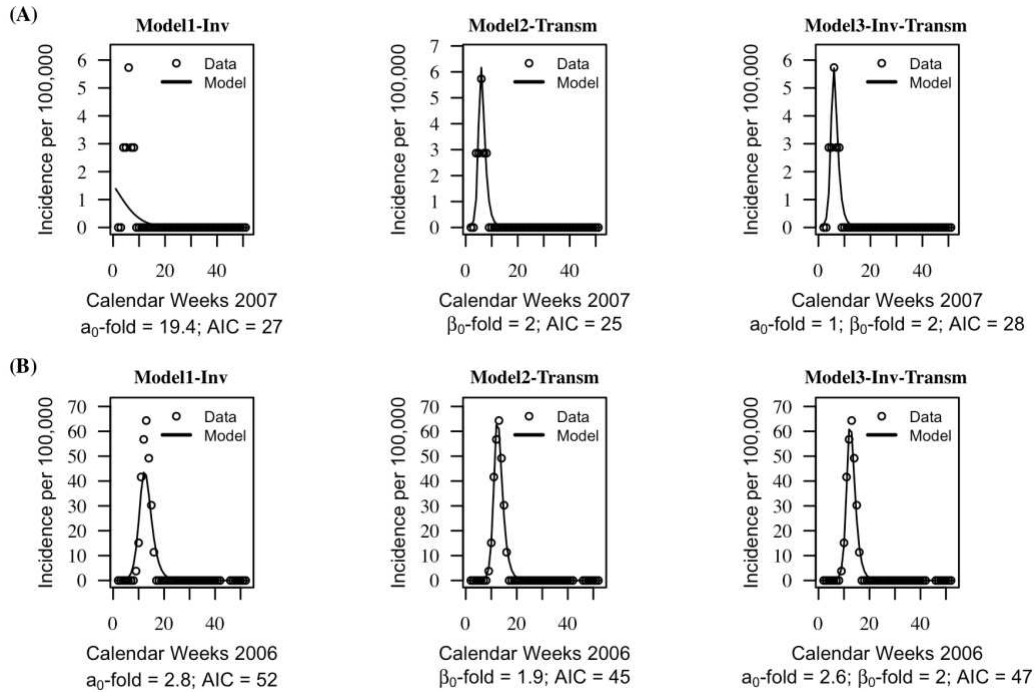 (A)
Model1-Inv
Model2-Transm
Model3-Inv-Transm
Incidence per 100,000
6
5
4
3
2
1
0
Data
Model
0
20
40
Calendar Weeks 2007
a₀-fold = 19.4; AIC = 27
Incidence per 100,000
7
6
5
4
3
2
1
0
Data
Model
0
20
40
Calendar Weeks 2007
β₀-fold = 2; AIC = 25
Incidence per 100,000
6
5
4
3
2
1
0
Data
Model
0
20
40
Calendar Weeks 2007
a₀-fold = 1; β₀-fold = 2; AIC = 28
(B)
Model1-Inv
Model2-Transm
Model3-Inv-Transm
Incidence per 100,000
70
60
50
40
30
20
10
0
Data
Model
0
20
40
Calendar Weeks 2006
a₀-fold = 2.8; AIC = 52
Incidence per 100,000
70
60
50
40
30
20
10
0
Data
Model
0
20
40
Calendar Weeks 2006
β₀-fold = 1.9; AIC = 45
Incidence per 100,000
70
60
50
40
30
20
10
0
Data
Model
0
20
40
Calendar Weeks 2006
a₀-fold = 2.6; β₀-fold = 2; AIC = 47